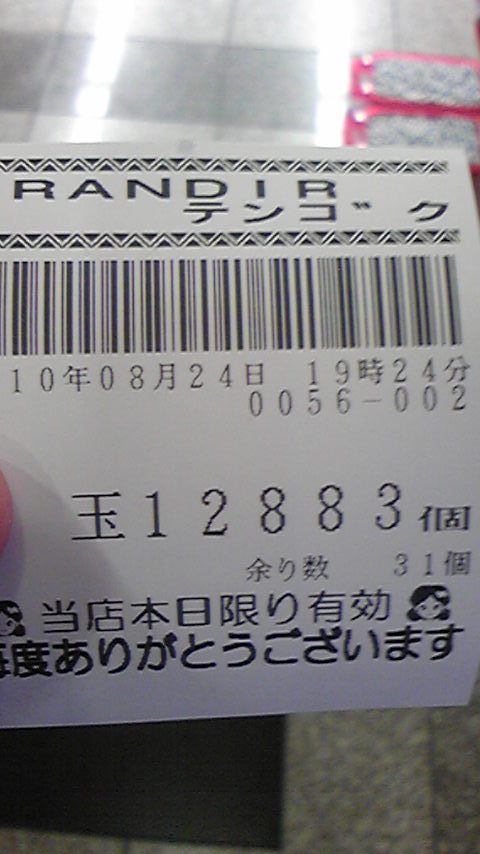 RANDIR
テンゴク
10年08月24日 19時24分
0056-002
玉12883個
余り数 31個
当店本日限り有効
毎度ありがとうございます